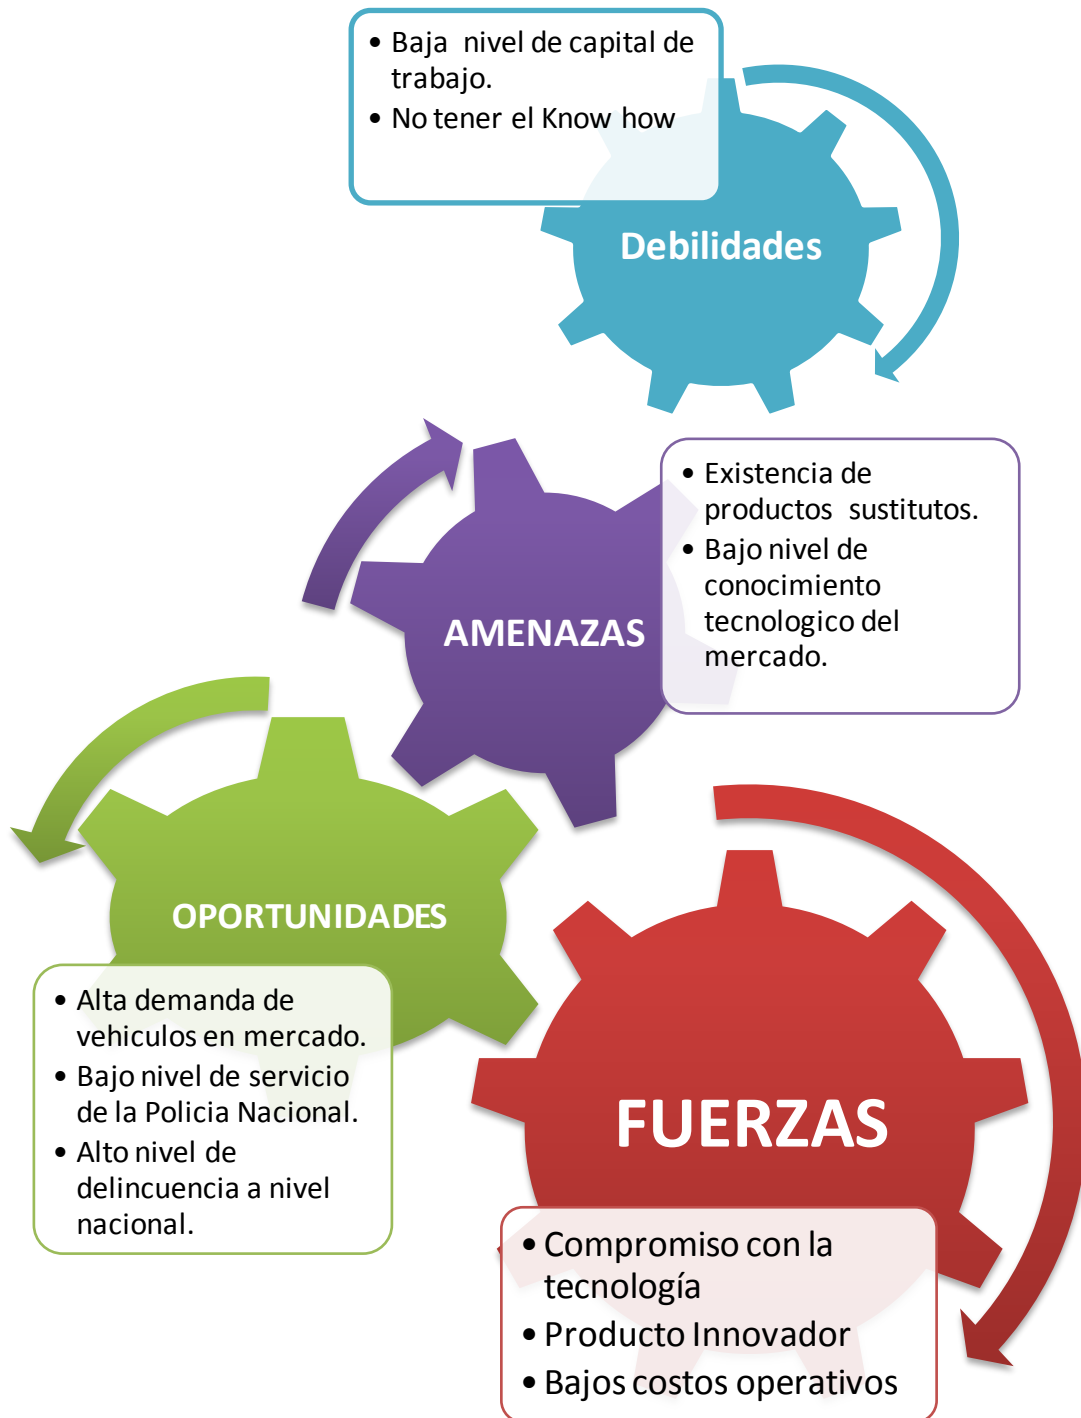 • Baja nivel de capital de
trabajo.
• No tener el Know how
Debilidades
• Existencia de
productos sustitutos.
• Bajo nivel de
conocimiento
tecnologico del
mercado.
AMENAZAS
OPORTUNIDADES
• Alta demanda de
vehiculos en mercado.
• Bajo nivel de servicio
de la Policia Nacional.
• Alto nivel de
delincuencia a nivel
nacional.
FUERZAS
• Compromiso con la
tecnología
• Producto Innovador
• Bajos costos operativos